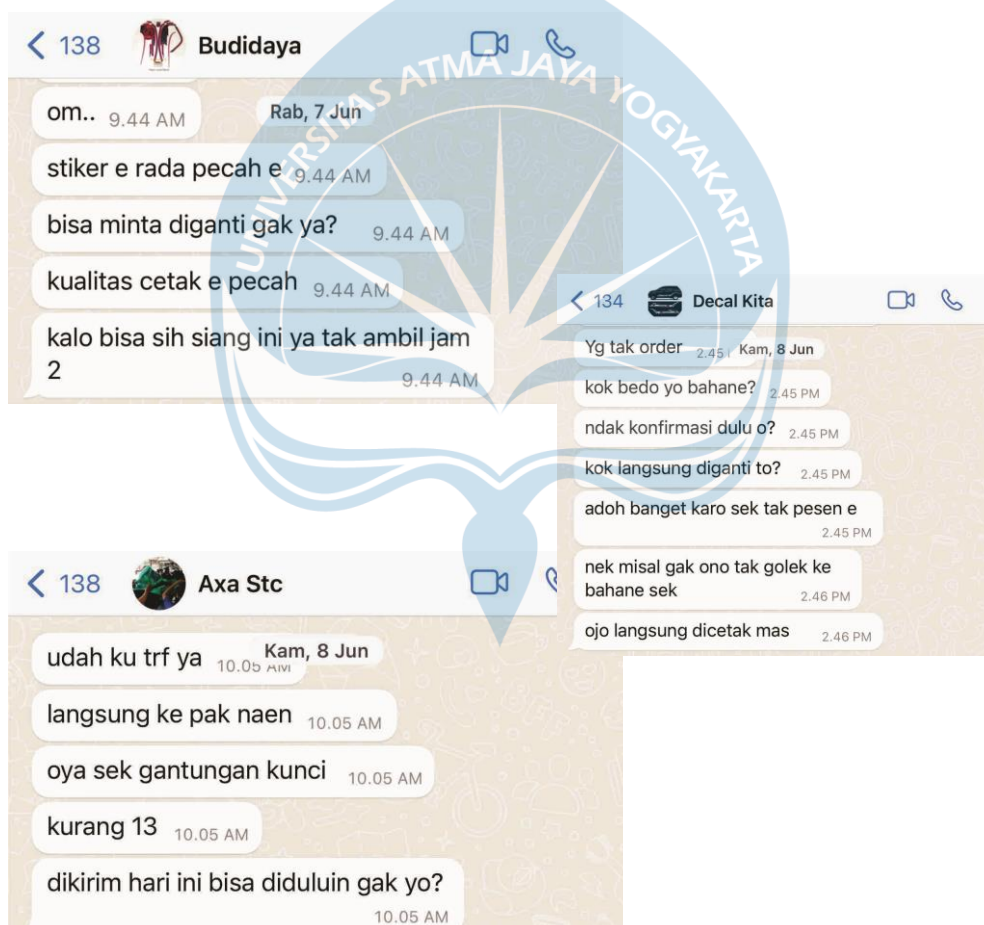 138
Budidaya
om.. 9.44 AM
Rab, 7 Jun
stiker e rada pecah e 9.44 AM
bisa minta diganti gak ya? 9.44 AM
kualitas cetak e pecah 9.44 AM
kalo bisa sih siang ini ya tak ambil jam
2 9.44 AM
134
Decal Kita
Yg tak order 2.45
Kam, 8 Jun
kok bedo yo bahane? 2.45 PM
ndak konfirmasi dulu o? 2.45 PM
kok langsung diganti to? 2.45 PM
adoh banget karo sek tak pesen e
2.45 PM
nek misal gak ono tak golek ke
bahane sek 2.46 PM
ojo langsung dicetak mas 2.46 PM
138
Axa Stc
udah ku trf ya 10.05 AM
Kam, 8 Jun
langsung ke pak naen 10.05 AM
oya sek gantungan kunci 10.05 AM
kurang 13 10.05 AM
dikirim hari ini bisa diduluin gak yo?
10.05 AM
UNIVERSITAS ATMA JAYA YOGYAKARTA